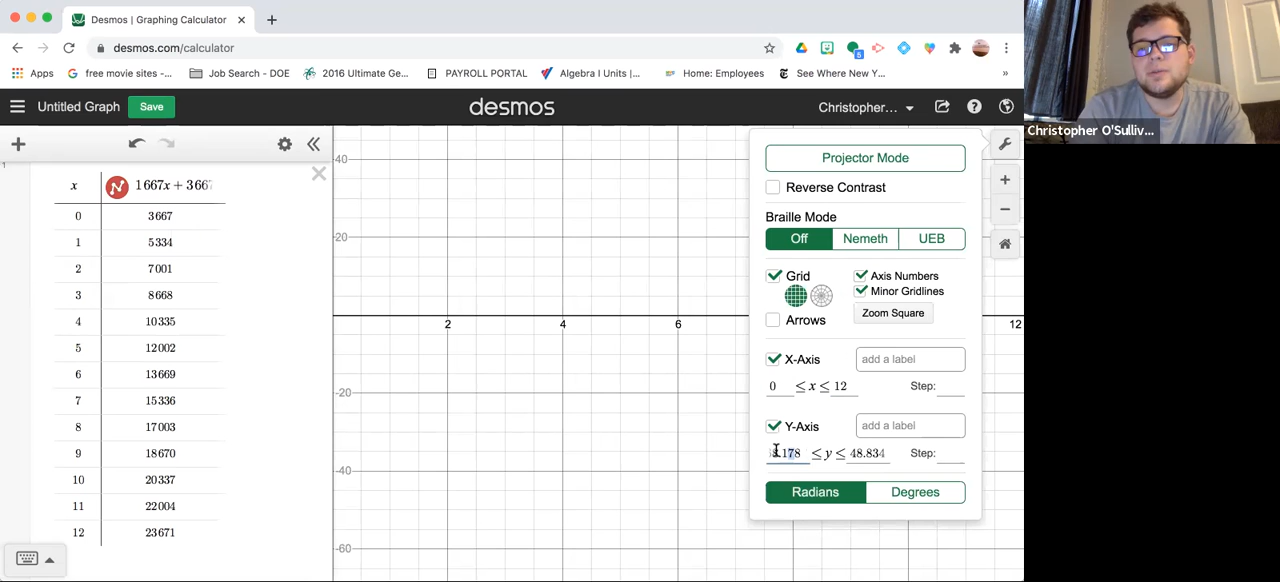 Desmos | Graphing Calculator
desmos.com/calculator
5
Apps
free movie sites -...
Job Search - DOE
2016 Ultimate Ge...
PAYROLL PORTAL
Algebra I Units |...
Home: Employees
See Where New Y...
»
Untitled Graph
Save
desmos
Christopher...
Christopher O'Sulliv...
1
x 1667x + 3667
0 3667
1 5334
2 7001
3 8668
4 10335
5 12002
6 13669
7 15336
8 17003
9 18670
10 20337
11 22004
12 23671
40
20
2 4 6 12
-20
-40
-60
Projector Mode
Reverse Contrast
Braille Mode
Off Nemeth UEB
Grid
Axis Numbers
Minor Gridlines
Arrows
Zoom Square
X-Axis add a label
0 ≤ x ≤ 12 Step:
Y-Axis add a label
8.178 ≤ y ≤ 48.834 Step:
Radians Degrees